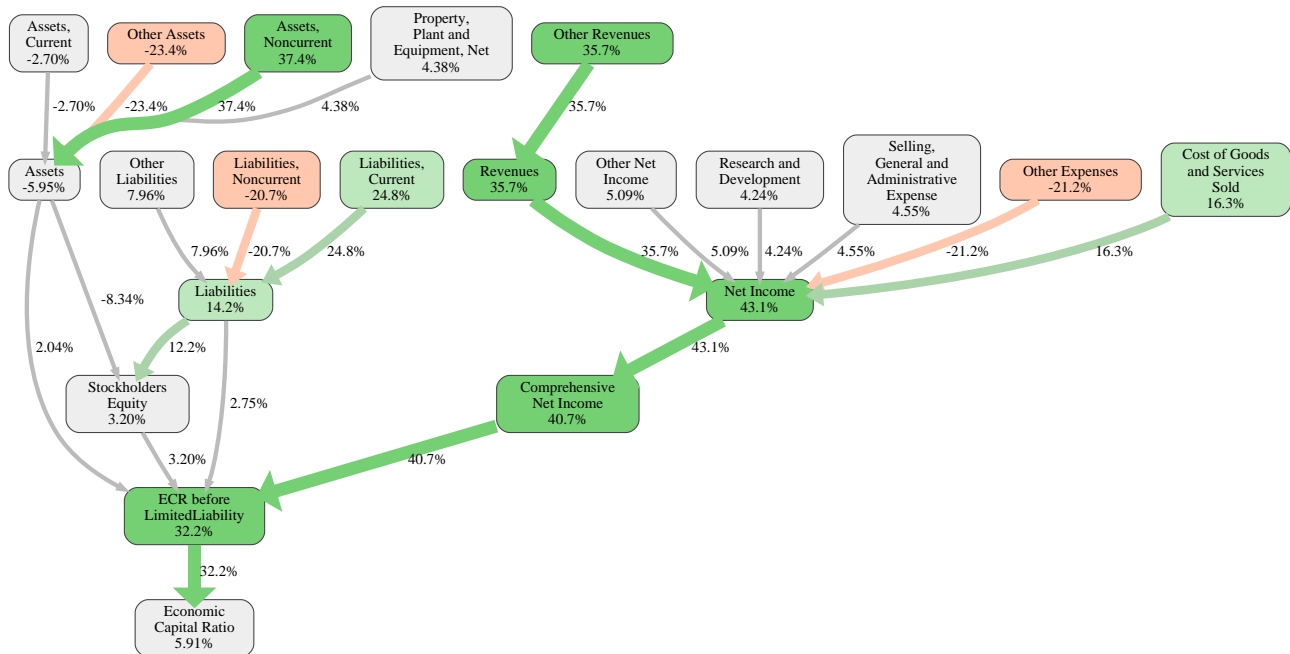 Assets,
Current
-2.70%
Other Assets
-23.4%
Assets,
Noncurrent
37.4%
Property,
Plant and
Equipment, Net
4.38%
Other Revenues
35.7%
-2.70%
-23.4%
37.4%
4.38%
35.7%
Assets
-5.95%
Other
Liabilities
7.96%
Liabilities,
Noncurrent
-20.7%
Liabilities,
Current
24.8%
Revenues
35.7%
Other Net
Income
5.09%
Research and
Development
4.24%
Selling,
General and
Administrative
Expense
4.55%
Other Expenses
-21.2%
Cost of Goods
and Services
Sold
16.3%
7.96%
-20.7%
24.8%
35.7%
5.09%
4.24%
4.55%
-21.2%
16.3%
-8.34%
Liabilities
14.2%
Net Income
43.1%
2.04%
12.2%
43.1%
Stockholders
Equity
3.20%
2.75%
Comprehensive
Net Income
40.7%
3.20%
40.7%
ECR before
LimitedLiability
32.2%
32.2%
Economic
Capital Ratio
5.91%